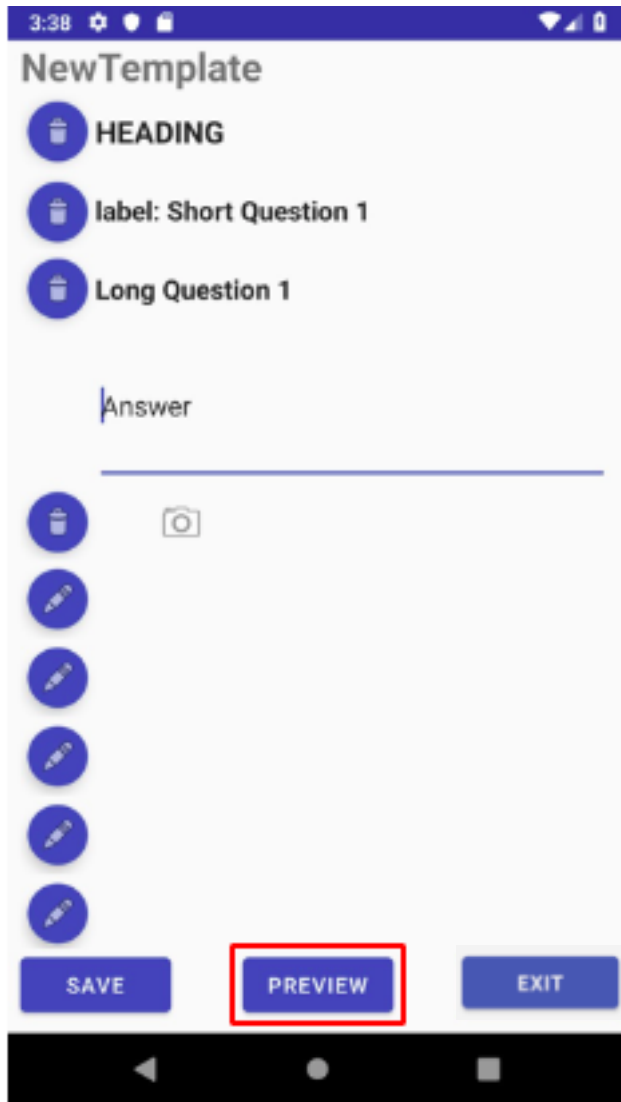 3:38
NewTemplate
HEADING
label: Short Question 1
Long Question 1
Answer
SAVE PREVIEW EXIT